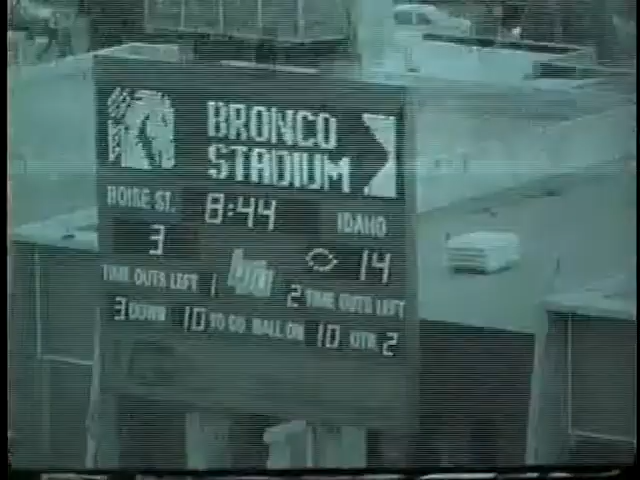 BRONCO
STADIUM
BOISE ST. 8:44 IDAHO
3 14
TIME OUTS LEFT 1 2 TIME OUTS LEFT
3 DOWN 10 TO GO BALL ON 10 QTR 2